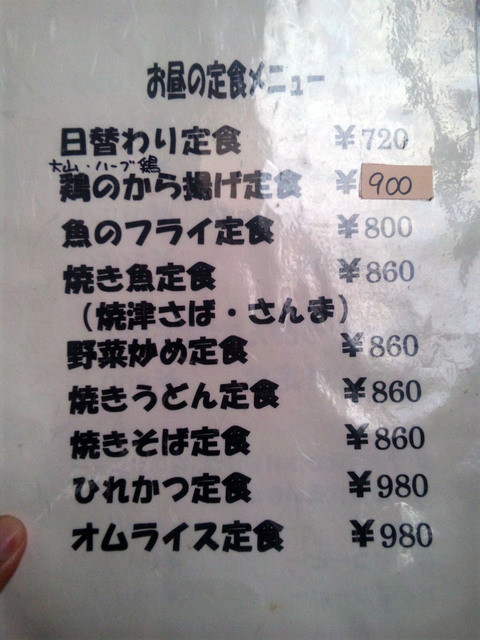 お昼の定食メニュー
日替わり定食 ¥720
大山・ハーブ鶏
鶏のから揚げ定食 ¥900
魚のフライ定食 ¥800
焼き魚定食 ¥860
（焼津さば・さんま）
野菜炒め定食 ¥860
焼きうどん定食 ¥860
焼きそば定食 ¥860
ひれかつ定食 ¥980
オムライス定食 ¥980